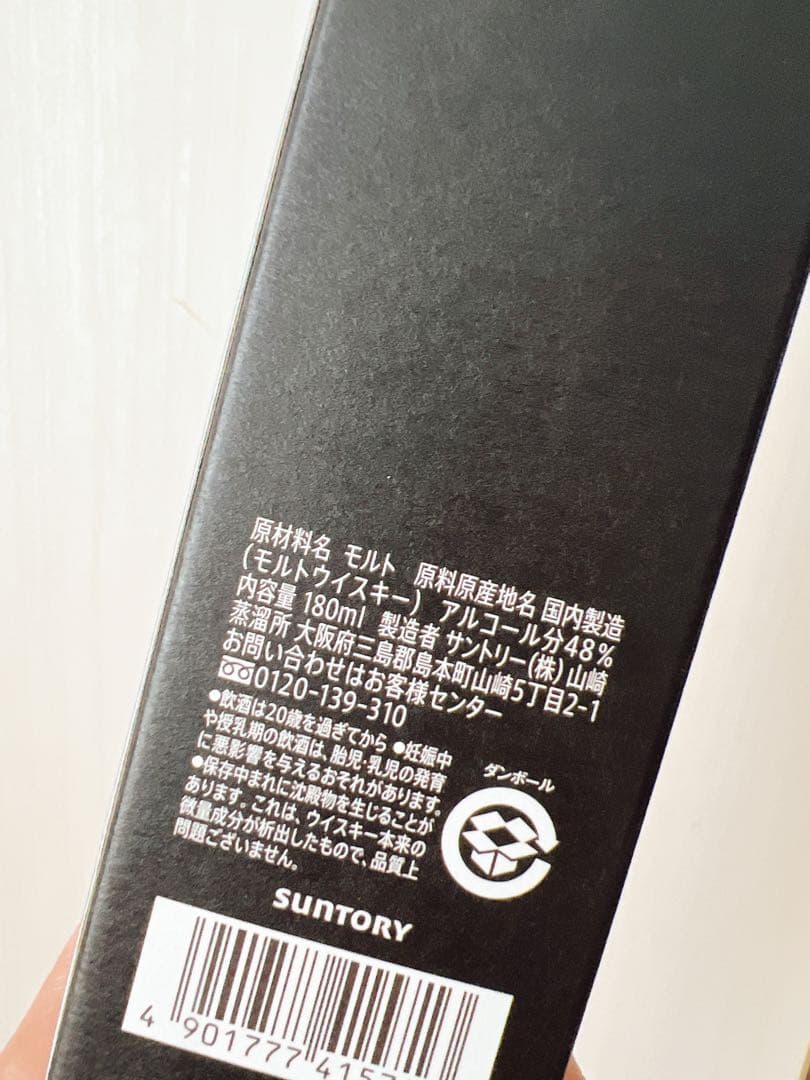 原材料名 モルト 原料原産地名 国内製造
(モルトウイスキー) アルコール分48%
内容量 180ml 製造者 サントリー(株)山崎
蒸溜所 大阪府三島郡島本町山崎5丁目2-1
お問い合わせはお客様センター
0120-139-310
●飲酒は20歳を過ぎてから ●妊娠中
や授乳期の飲酒は、胎児・乳児の発育
に悪影響を与えるおそれがあります。
●保存中まれに沈殿物を生じることが
あります。これは、ウイスキー本来の
微量成分が析出したもので、品質上
問題ございません。
ダンボール
SUNTORY
4 901777 4157